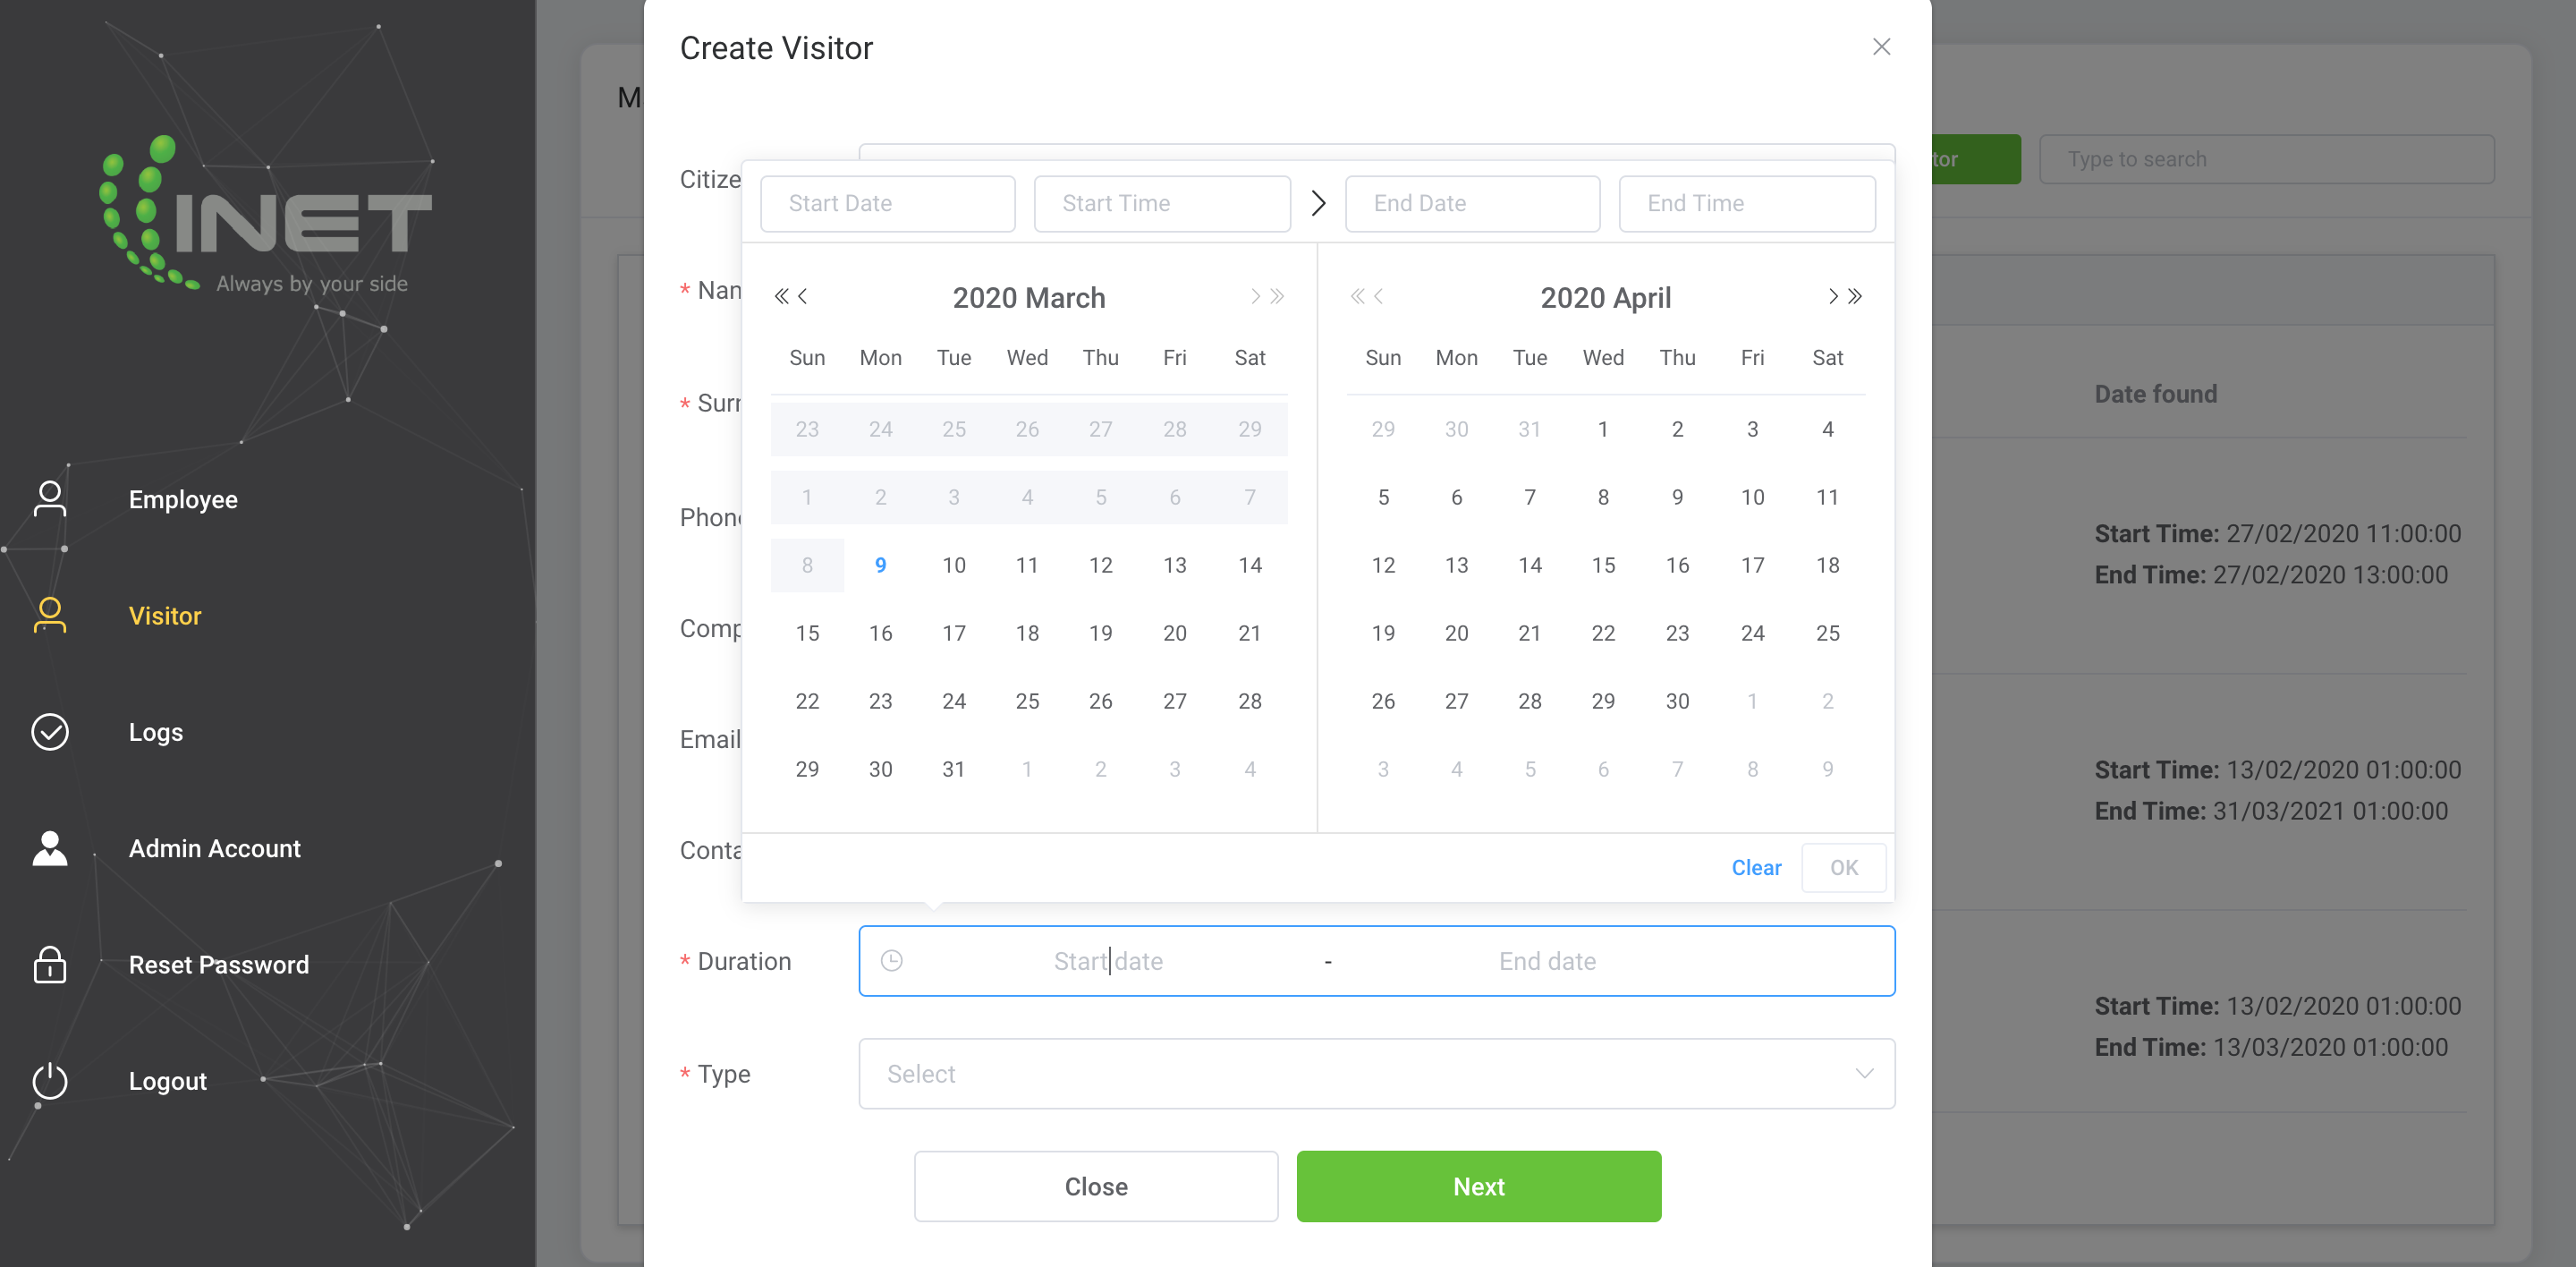 INET
Always by your side
Employee
Visitor
Logs
Admin Account
Reset Password
Logout
Create Visitor
Start Date Start Time > End Date End Time
2020 March
Sun Mon Tue Wed Thu Fri Sat
23 24 25 26 27 28 29
1 2 3 4 5 6 7
8 9 10 11 12 13 14
15 16 17 18 19 20 21
22 23 24 25 26 27 28
29 30 31 1 2 3 4
2020 April
Sun Mon Tue Wed Thu Fri Sat
29 30 31 1 2 3 4
5 6 7 8 9 10 11
12 13 14 15 16 17 18
19 20 21 22 23 24 25
26 27 28 29 30 1 2
3 4 5 6 7 8 9
Clear OK
* Duration Start date - End date
* Type Select
Close Next
Type to search
Date found
Start Time: 27/02/2020 11:00:00
End Time: 27/02/2020 13:00:00
Start Time: 13/02/2020 01:00:00
End Time: 31/03/2021 01:00:00
Start Time: 13/02/2020 01:00:00
End Time: 13/03/2020 01:00:00